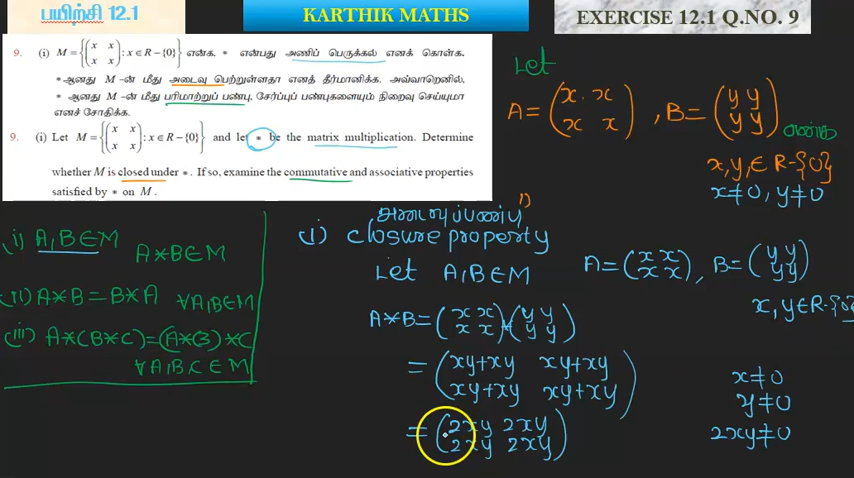 பயிற்சி 12.1
KARTHIK MATHS
EXERCISE 12.1 Q.NO. 9
9. (i) M = {(x x x x) : x ∈ R − {0}} என்க. * என்பது அணிப் பெருக்கல் எனக் கொள்க.
* ஆனது M -ன் மீது அடைவு பெற்றுள்ளதா எனத் தீர்மானிக்க. அவ்வாறெனில்,
* ஆனது M -ன் மீது பரிமாற்றுப் பண்பு, சேர்ப்புப் பண்புகளையும் நிறைவு செய்யுமா
எனச் சோதிக்க.
9. (i) Let M = {(x x x x) : x ∈ R − {0}} and let * be the matrix multiplication. Determine
whether M is closed under *. If so, examine the commutative and associative properties
satisfied by * on M.
Let
A = (x x x x), B = (y y y y)
என்க
x, y, ∈ R-{0}
x ≠ 0, y ≠ 0
(i) A, B ∈ M
A * B ∈ M
(ii) A * B = B * A ∀ A, B ∈ M
(iii) A * (B * C) = (A * B) * C
∀ A, B, C ∈ M
அடைவுப்பண்பு
(i) closure property
Let A, B ∈ M
A = (x x x x), B = (y y y y)
x, y ∈ R-{0}
A * B = (x x x x) * (y y y y)
= (xy+xy xy+xy xy+xy xy+xy)
= (2xy 2xy 2xy 2xy)
x ≠ 0
y ≠ 0
2xy ≠ 0